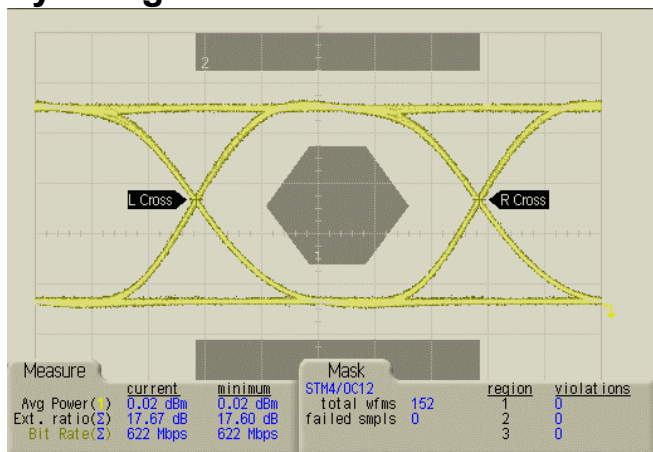 2
L Cross
R Cross
1
Measure
current minimum
Avg Power(1) 0.02 dBm 0.02 dBm
Ext. ratio(Σ) 17.67 dB 17.60 dB
Bit Rate(Σ) 622 Mbps 622 Mbps
Mask
STM4/OC12 region violations
total wfms 152 1 0
failed smpls 0 2 0
3 0